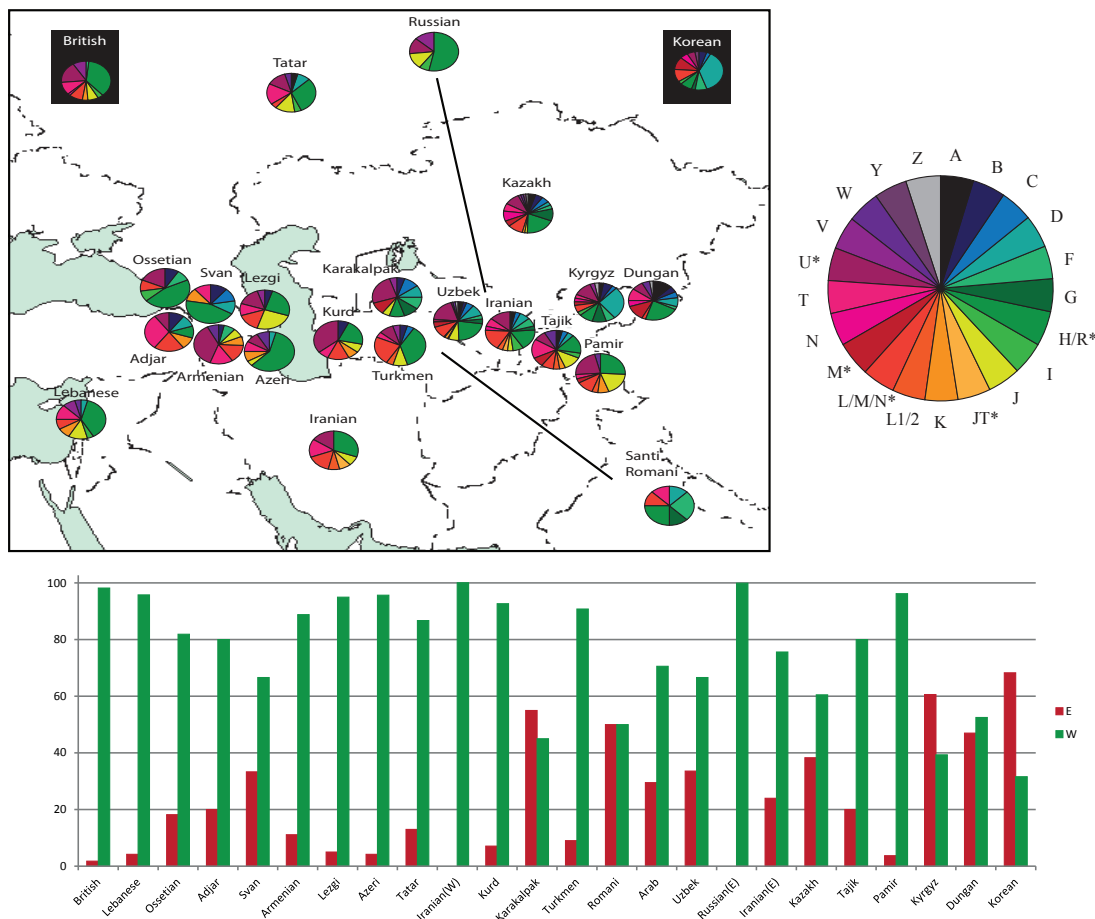 Russian
British
Korean
Tatar
Kazakh
Ossetian
Svan
Lezgi
Karakalpak
Uzbek
Kyrgyz
Dungan
Iranian
Kurd
Tajik
Pamir
Adjar
Armenian
Azeri
Turkmen
Lebanese
Iranian
Santi
Romani
Z
A
B
C
D
F
G
H/R*
I
J
JT*
K
L1/2
L/M/N*
M*
N
T
U*
V
W
Y
100
80
60
40
20
0
E
W
British
Lebanese
Ossetian
Adjar
Svan
Armenian
Lezgi
Azeri
Tatar
Iranian(W)
Kurd
Karakalpak
Turkmen
Romani
Arab
Uzbek
Russian(E)
Iranian(E)
Kazakh
Tajik
Pamir
Kyrgyz
Dungan
Korean